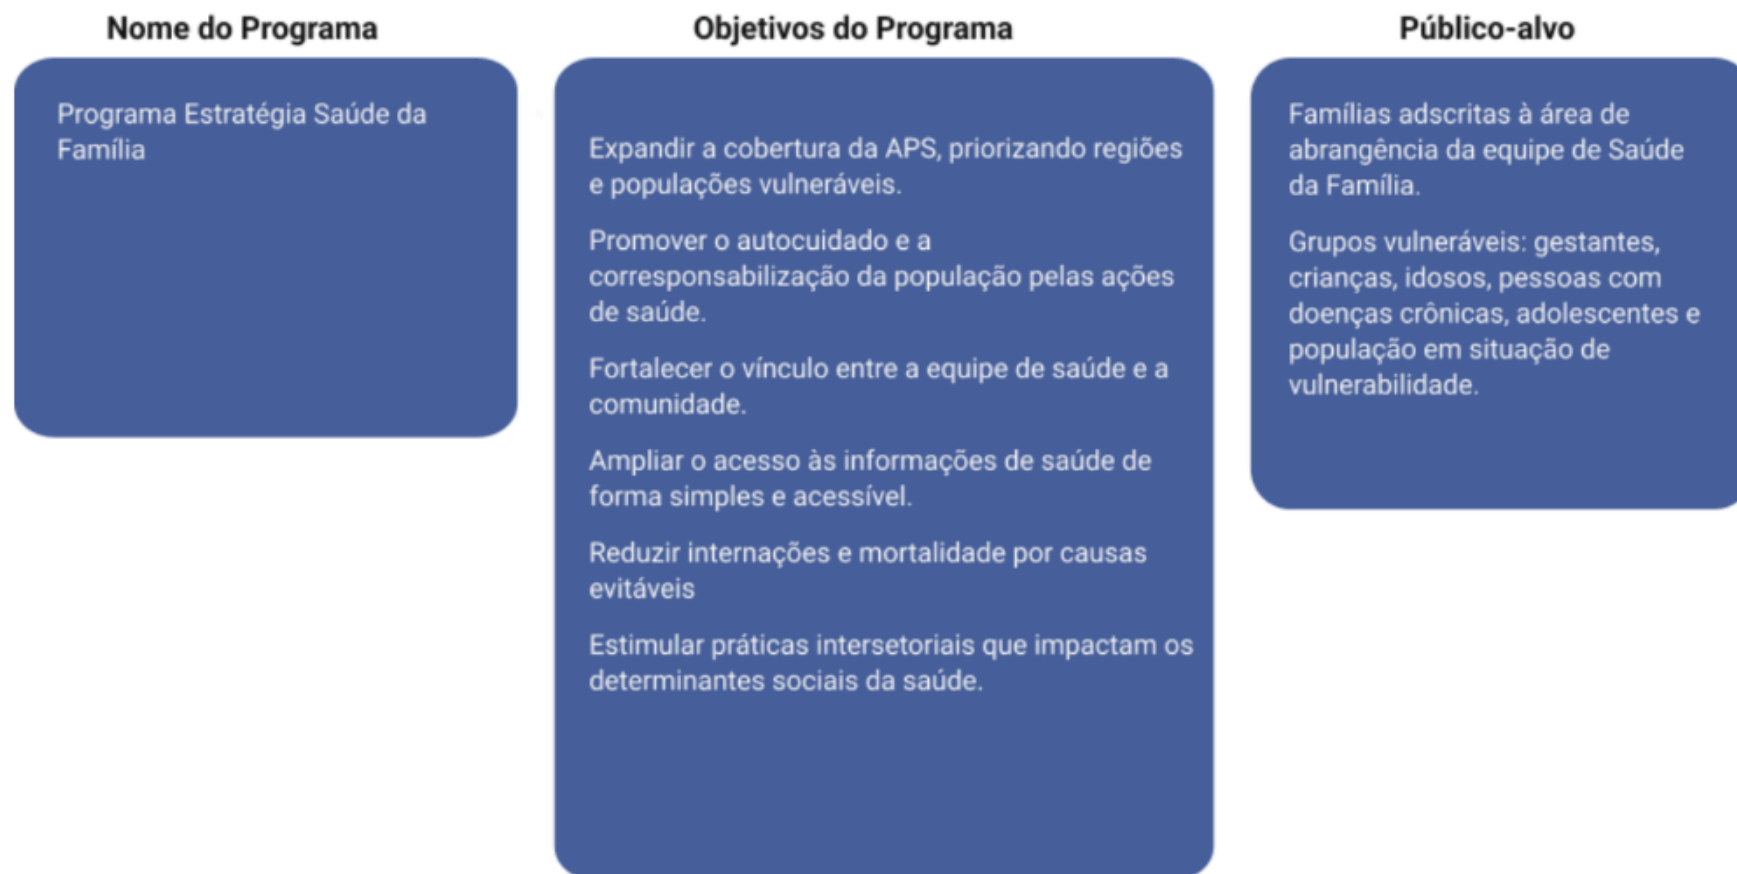 Nome do Programa
Programa Estratégia Saúde da
Família
Objetivos do Programa
Expandir a cobertura da APS, priorizando regiões
e populações vulneráveis.
Promover o autocuidado e a
corresponsabilização da população pelas ações
de saúde.
Fortalecer o vínculo entre a equipe de saúde e a
comunidade.
Ampliar o acesso às informações de saúde de
forma simples e acessível.
Reduzir internações e mortalidade por causas
evitáveis
Estimular práticas intersetoriais que impactam os
determinantes sociais da saúde.
Público-alvo
Famílias adscritas à área de
abrangência da equipe de Saúde
da Família.
Grupos vulneráveis: gestantes,
crianças, idosos, pessoas com
doenças crônicas, adolescentes e
população em situação de
vulnerabilidade.